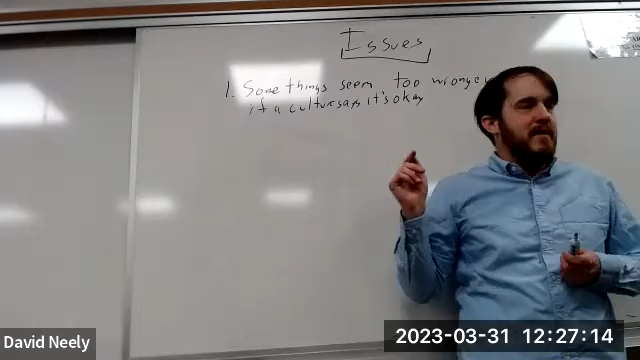 Issues
1. Some things seem too wrong
if a culture says it's okay
David Neely
2023-03-31 12:27:14